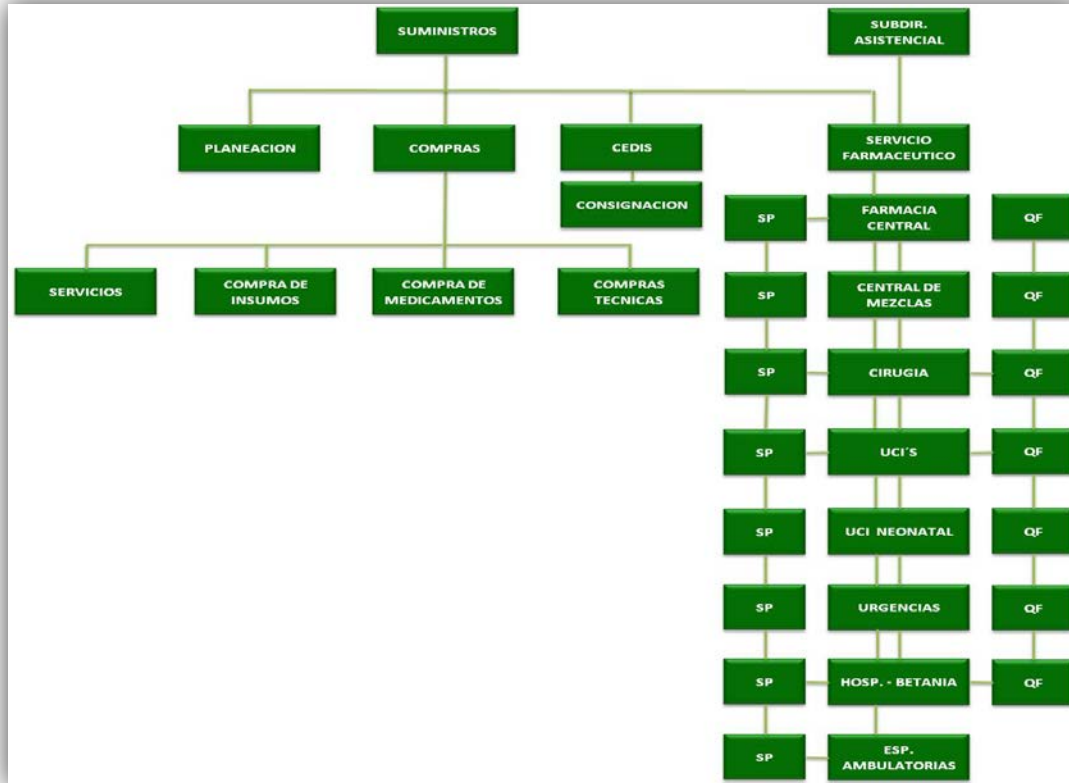 SUMINISTROS
SUBDIR.
ASISTENCIAL
PLANEACION
COMPRAS
CEDIS
SERVICIO
FARMACEUTICO
CONSIGNACION
SP
FARMACIA
CENTRAL
QF
SERVICIOS
COMPRA DE
INSUMOS
COMPRA DE
MEDICAMENTOS
COMPRAS
TECNICAS
SP
CENTRAL DE
MEZCLAS
QF
SP
CIRUGIA
QF
SP
UCI´S
QF
SP
UCI NEONATAL
QF
SP
URGENCIAS
QF
SP
HOSP. - BETANIA
QF
SP
ESP.
AMBULATORIAS